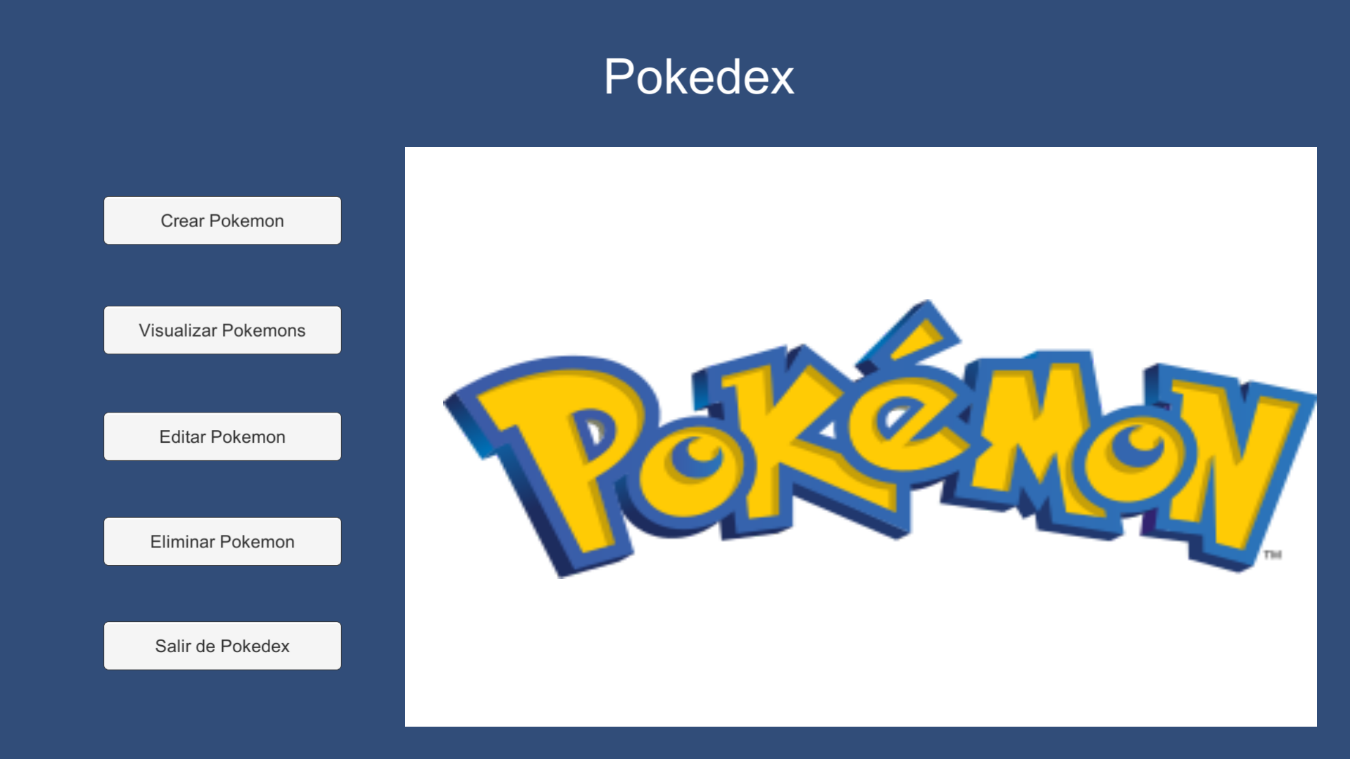 Pokedex
Crear Pokemon
Visualizar Pokemons
Editar Pokemon
Eliminar Pokemon
Salir de Pokedex
POKéMON
TM